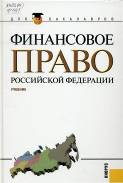 ДЛЯ БАКАЛАВРОВ
ФИНАНСОВОЕ
ПРАВО
РОССИЙСКОЙ ФЕДЕРАЦИИ
УЧЕБНИК